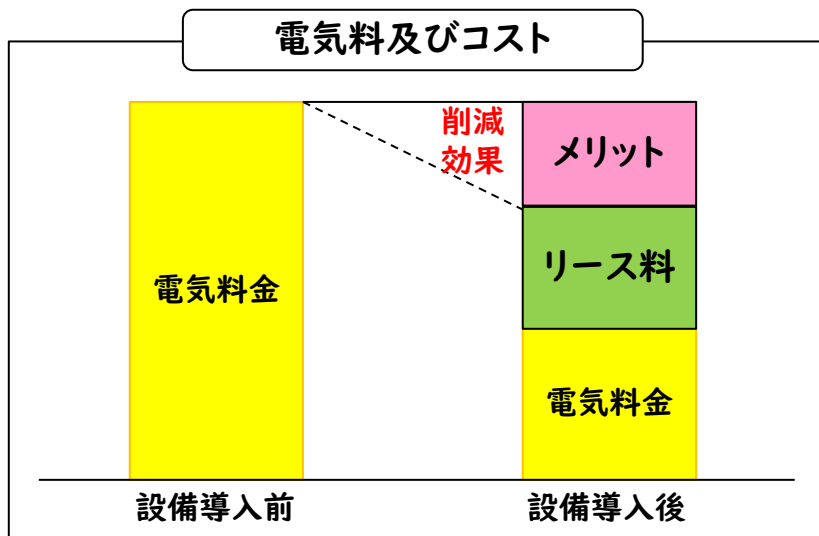 電気料及びコスト
削減
効果
メリット
リース料
電気料金
電気料金
設備導入前
設備導入後